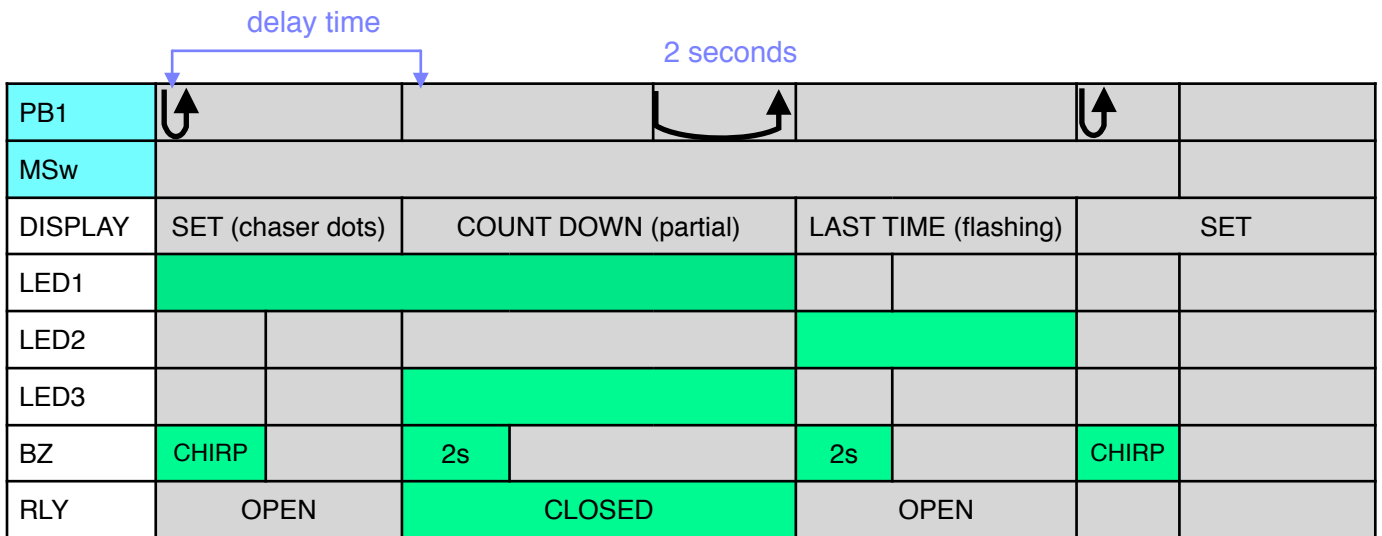 delay time
2 seconds
PB1
MSw
DISPLAY SET (chaser dots) COUNT DOWN (partial) LAST TIME (flashing) SET
LED1
LED2
LED3
BZ CHIRP 2s 2s CHIRP
RLY OPEN CLOSED OPEN